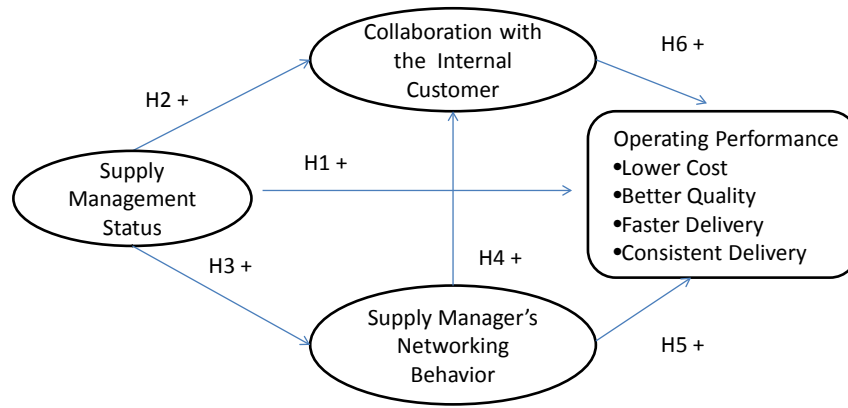 Collaboration with
the Internal
Customer
H6 +
H2 +
Operating Performance
•Lower Cost
•Better Quality
•Faster Delivery
•Consistent Delivery
H1 +
Supply
Management
Status
H3 +
H4 +
Supply Manager's
Networking
Behavior
H5 +